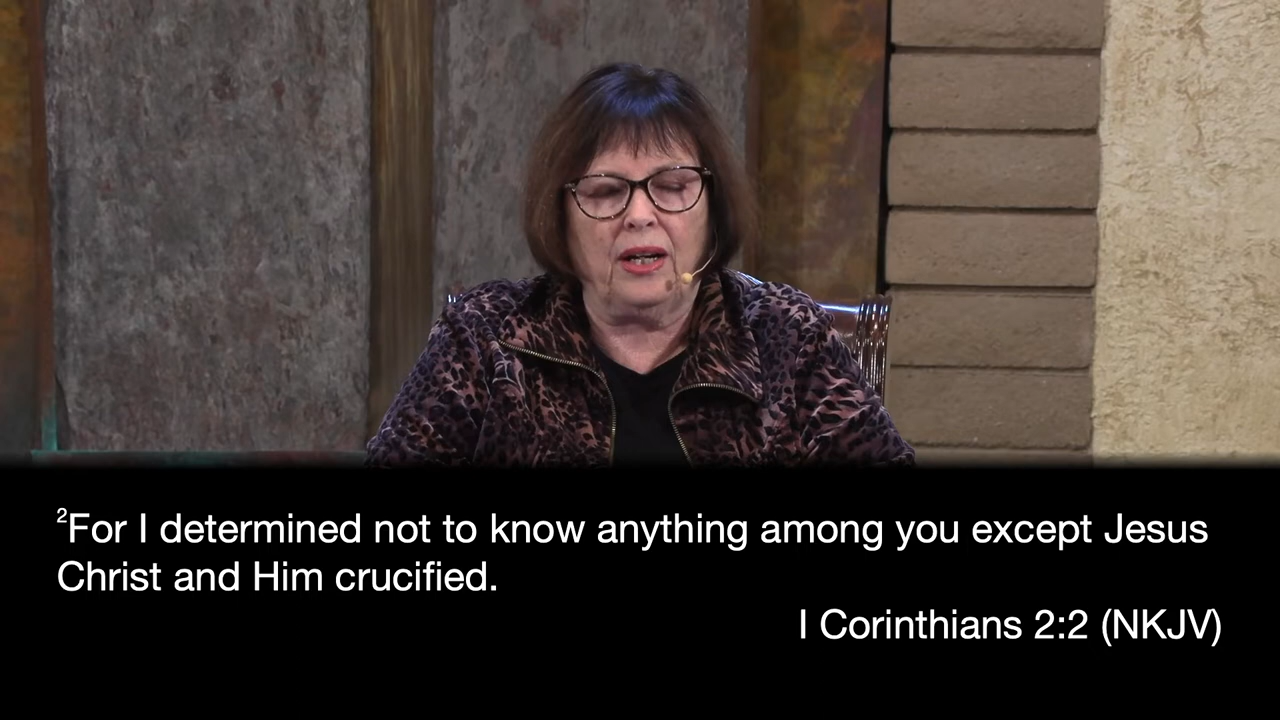 ²For I determined not to know anything among you except Jesus
Christ and Him crucified.
I Corinthians 2:2 (NKJV)